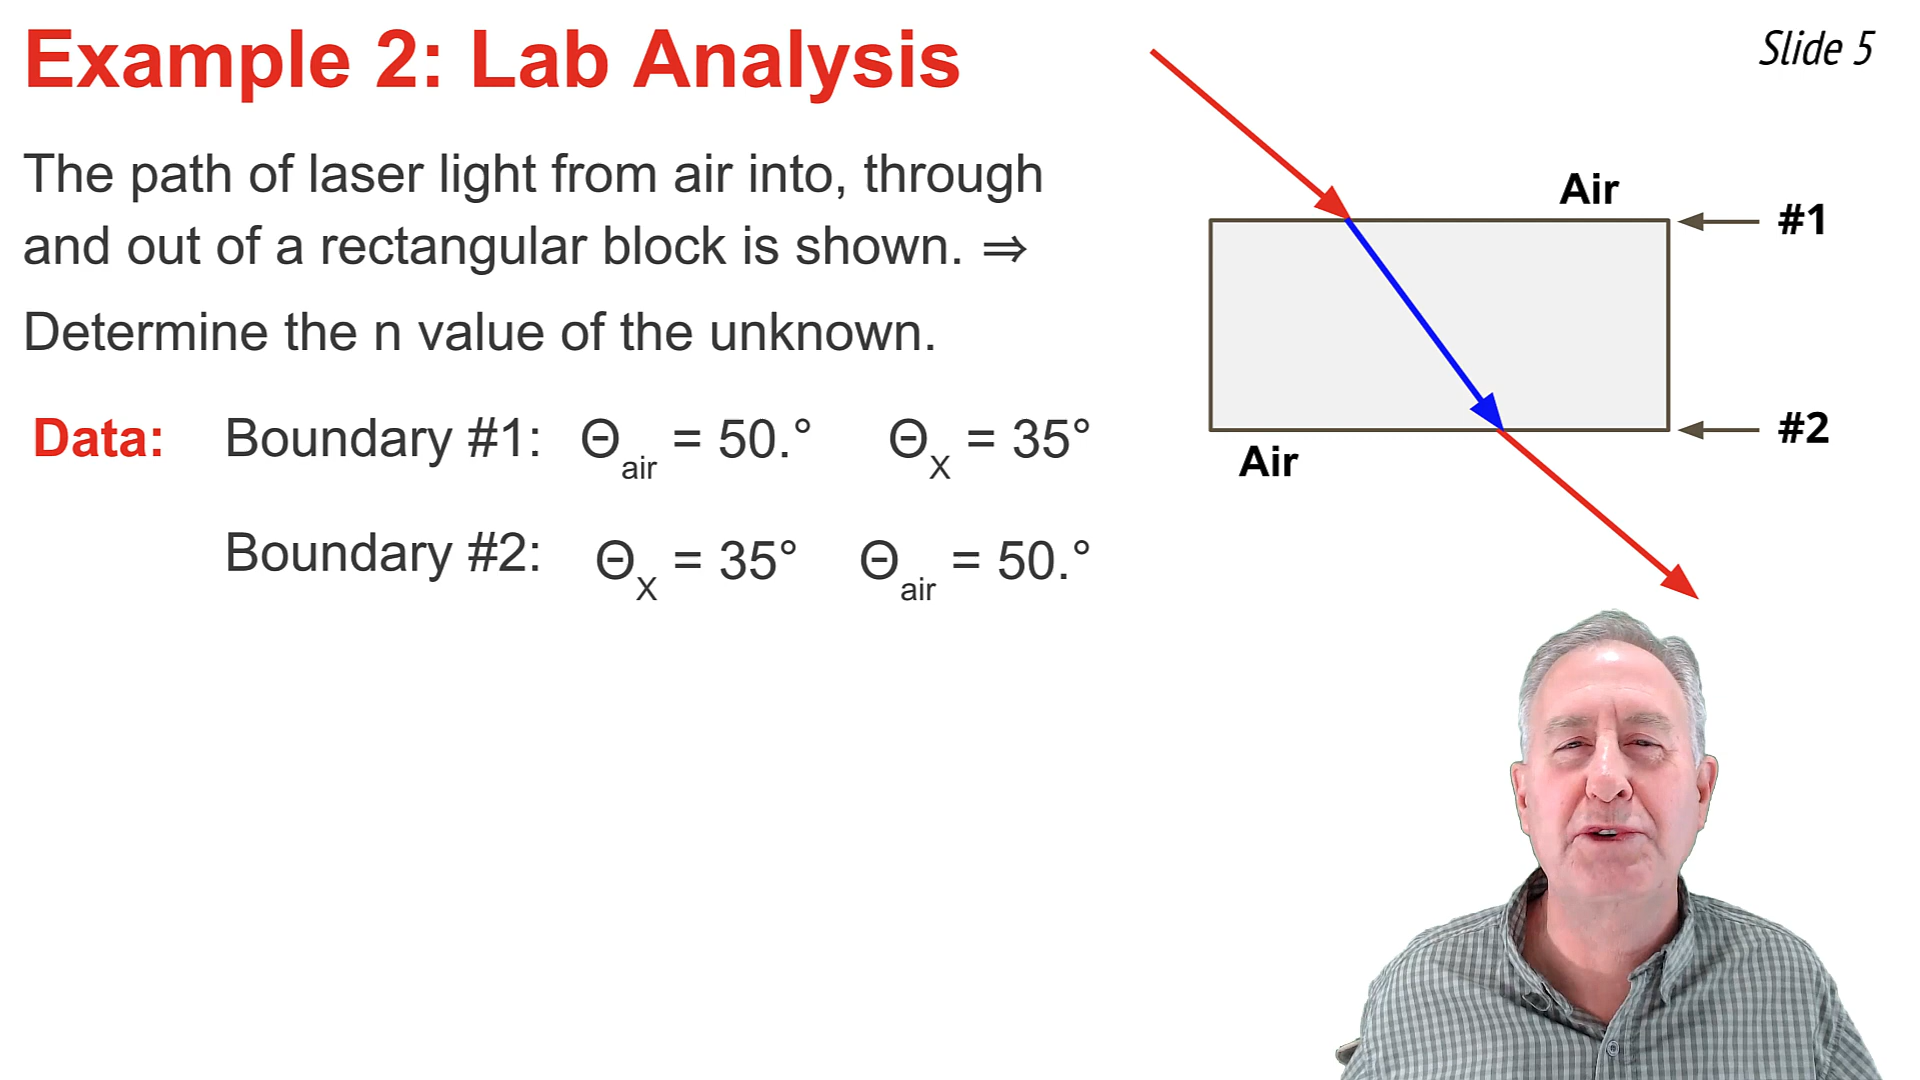 Example 2: Lab Analysis
Slide 5
The path of laser light from air into, through
and out of a rectangular block is shown. ⇒
Determine the n value of the unknown.
Data: Boundary #1: Θair = 50.° ΘX = 35°
Boundary #2: ΘX = 35° Θair = 50.°
Air
#1
#2
Air